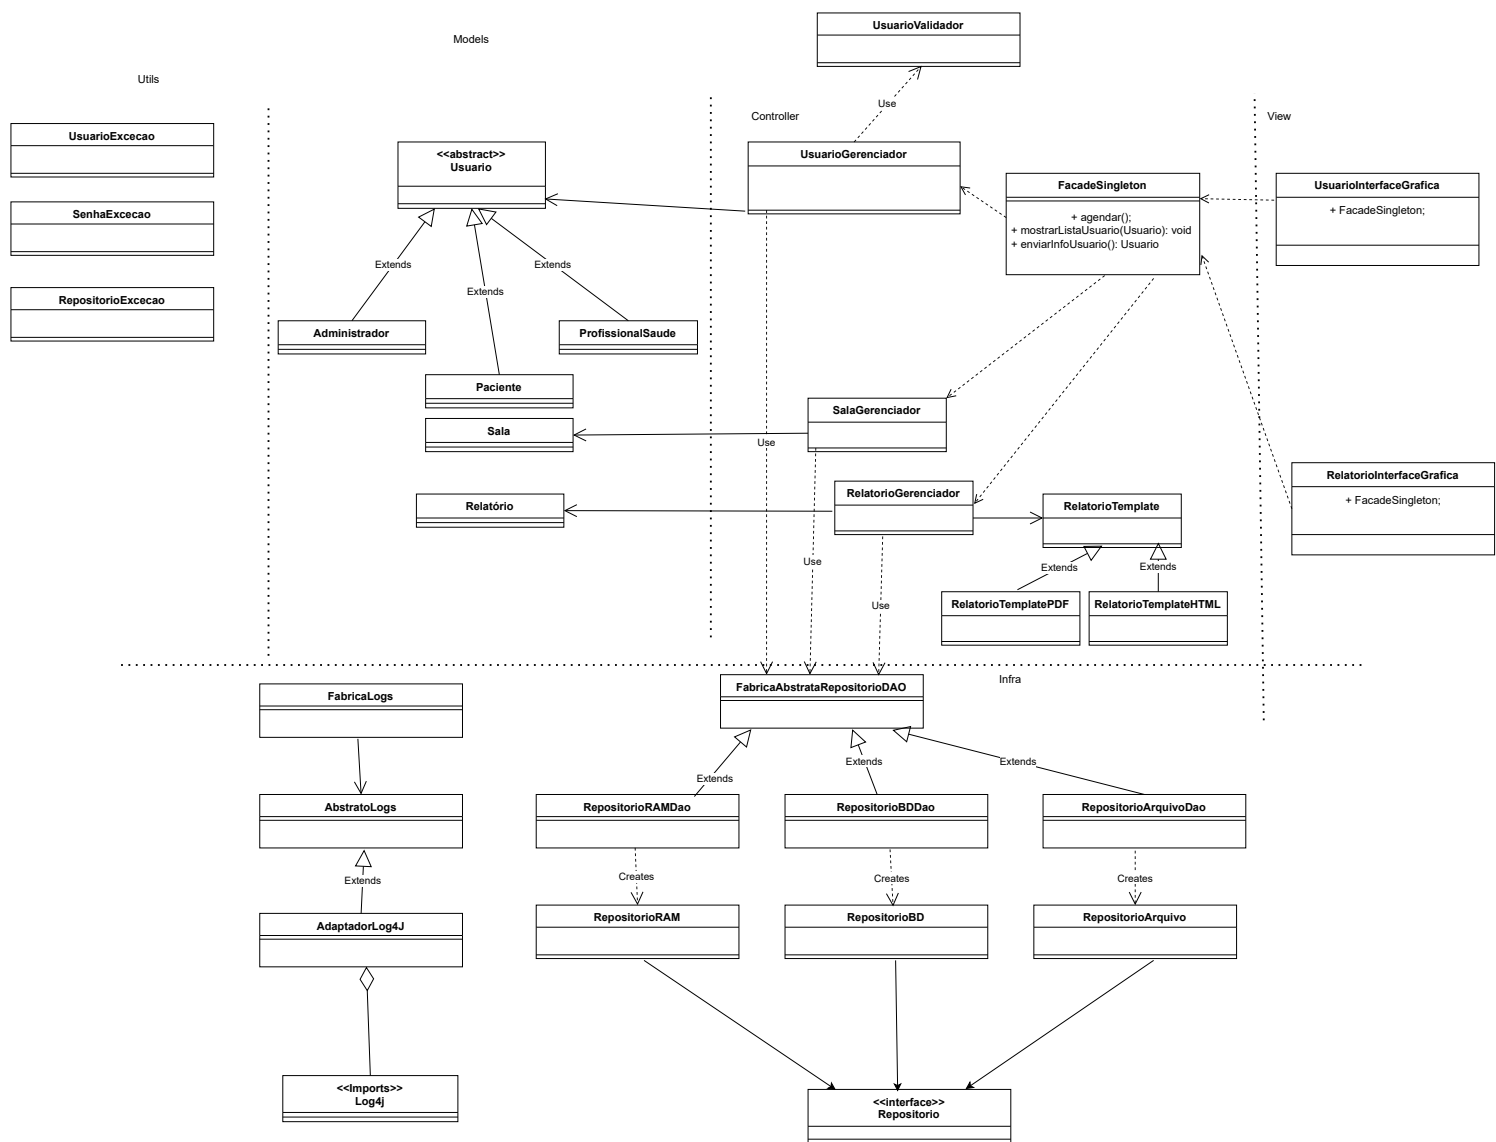 UsuarioValidador
Models
Utils
Use
Controller
View
UsuarioExcecao
<<abstract>>
Usuario
UsuarioGerenciador
FacadeSingleton
+ agendar();
+ mostrarListaUsuario(Usuario): void
+ enviarInfoUsuario(): Usuario
UsuarioInterfaceGrafica
+ FacadeSingleton;
SenhaExcecao
Extends
Extends
Extends
RepositorioExcecao
Administrador
ProfissionalSaude
Paciente
Sala
SalaGerenciador
Use
RelatorioInterfaceGrafica
+ FacadeSingleton;
Relatório
RelatorioGerenciador
RelatorioTemplate
Use
Extends
Extends
Use
RelatorioTemplatePDF
RelatorioTemplateHTML
Infra
FabricaLogs
FabricaAbstrataRepositorioDAO
Extends
Extends
Extends
AbstratoLogs
RepositorioRAMDao
RepositorioBDDao
RepositorioArquivoDao
Extends
Creates
Creates
Creates
AdaptadorLog4J
RepositorioRAM
RepositorioBD
RepositorioArquivo
<<Imports>>
Log4j
<<interface>>
Repositorio